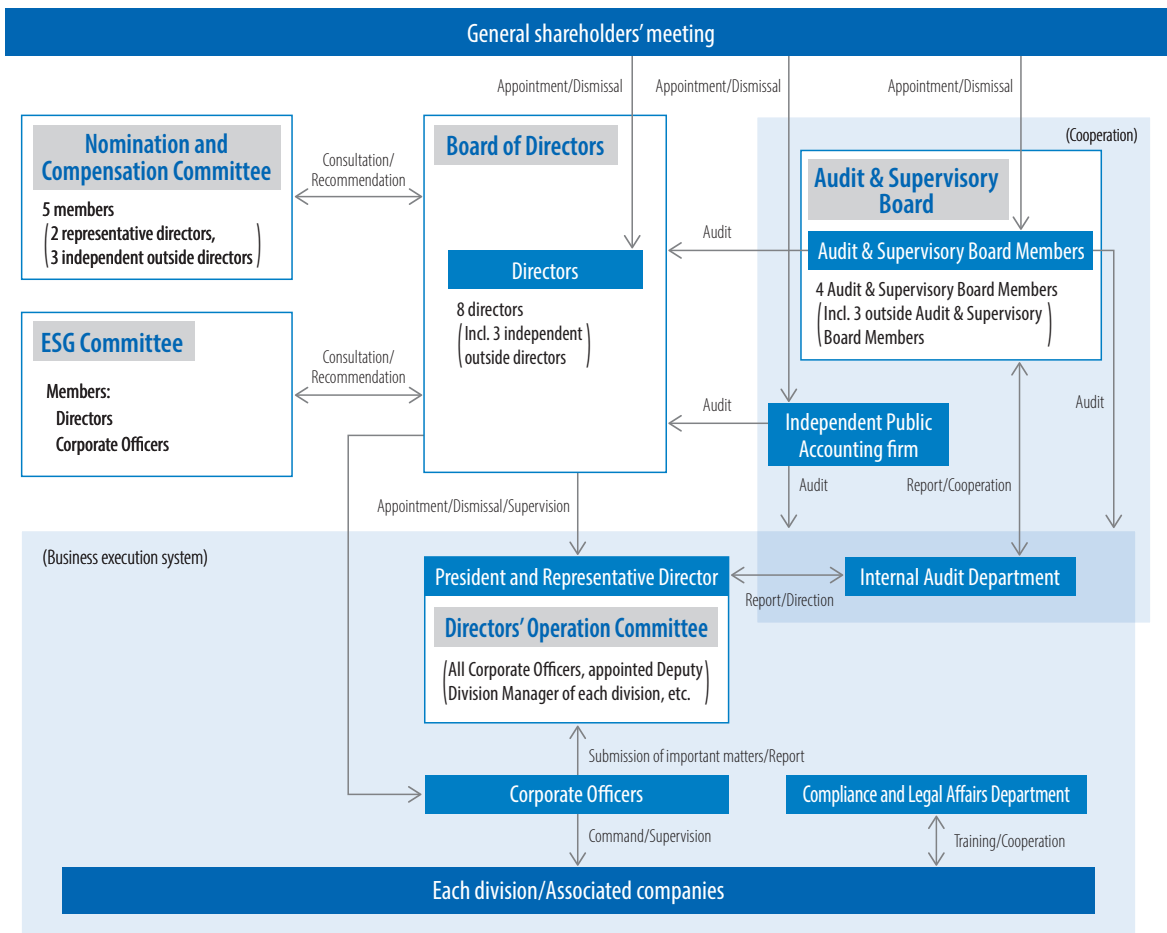 General shareholders' meeting
Appointment/Dismissal
Appointment/Dismissal
Appointment/Dismissal
(Cooperation)
Nomination and
Compensation Committee
5 members
(2 representative directors,
3 independent outside directors)
Consultation/
Recommendation
Board of Directors
Directors
8 directors
(Incl. 3 independent
outside directors)
Audit
Audit & Supervisory
Board
Audit & Supervisory Board Members
4 Audit & Supervisory Board Members
(Incl. 3 outside Audit & Supervisory
Board Members)
ESG Committee
Members:
Directors
Corporate Officers
Consultation/
Recommendation
Audit
Independent Public
Accounting firm
Audit
Audit
Report/Cooperation
Appointment/Dismissal/Supervision
(Business execution system)
President and Representative Director
Directors' Operation Committee
(All Corporate Officers, appointed Deputy
Division Manager of each division, etc.)
Report/Direction
Internal Audit Department
Submission of important matters/Report
Corporate Officers
Compliance and Legal Affairs Department
Command/Supervision
Training/Cooperation
Each division/Associated companies